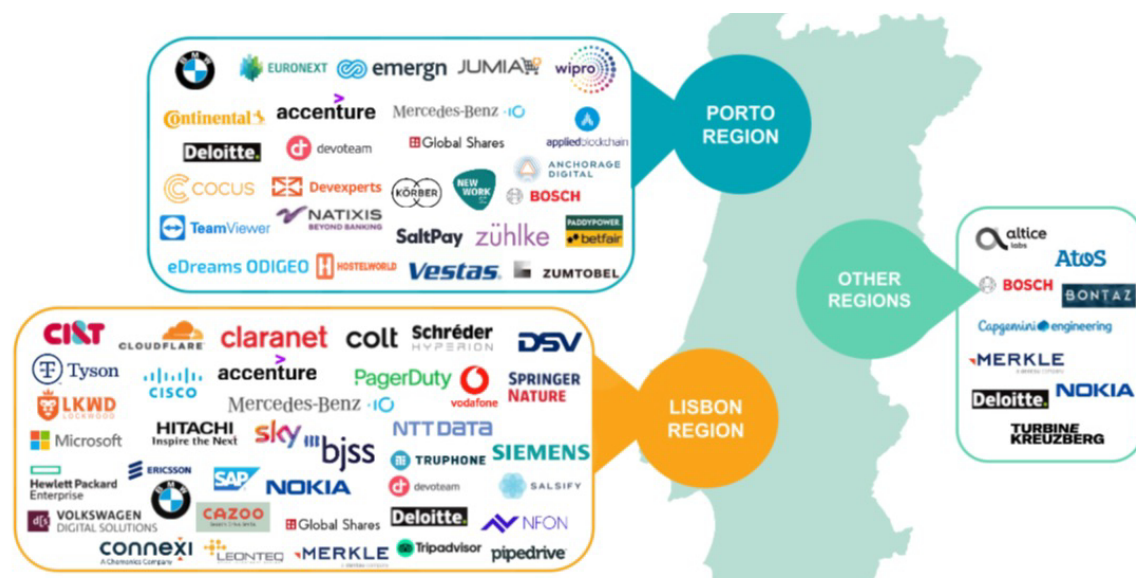 BMW
EURONEXT
emergn
JUMIA
wipro
Continental
accenture
Mercedes-Benz .io
appliedblockchain
Deloitte.
devoteam
Global Shares
ANCHORAGE
DIGITAL
COCUS
Devexperts
KÖRBER
NEW
WORK
BOSCH
TeamViewer
NATIXIS
BEYOND BANKING
SaltPay
zühlke
PADDYPOWER
betfair
eDreams ODIGEO
HOSTELWORLD
Vestas
ZUMTOBEL
PORTO
REGION
OTHER
REGIONS
altice
labs
Atos
BOSCH
BONTAZ
Capgemini engineering
MERKLE
Deloitte.
NOKIA
TURBINE
KREUZBERG
LISBON
REGION
CI&T
CLOUDFLARE
claranet
colt
Schréder
HYPERION
DSV
Tyson
CISCO
accenture
PagerDuty
vodafone
SPRINGER
NATURE
LKWD
LOCKWOOD
Mercedes-Benz .io
Microsoft
HITACHI
Inspire the Next
sky
bjss
NTT DATA
TRUPHONE
SIEMENS
Hewlett Packard
Enterprise
ERICSSON
BMW
SAP
NOKIA
devoteam
SALSIFY
VOLKSWAGEN
DIGITAL SOLUTIONS
d[s
CAZOO
Global Shares
Deloitte.
NFON
connexi
A Chemonics Company
LEONTEQ
MERKLE
Tripadvisor
pipedrive